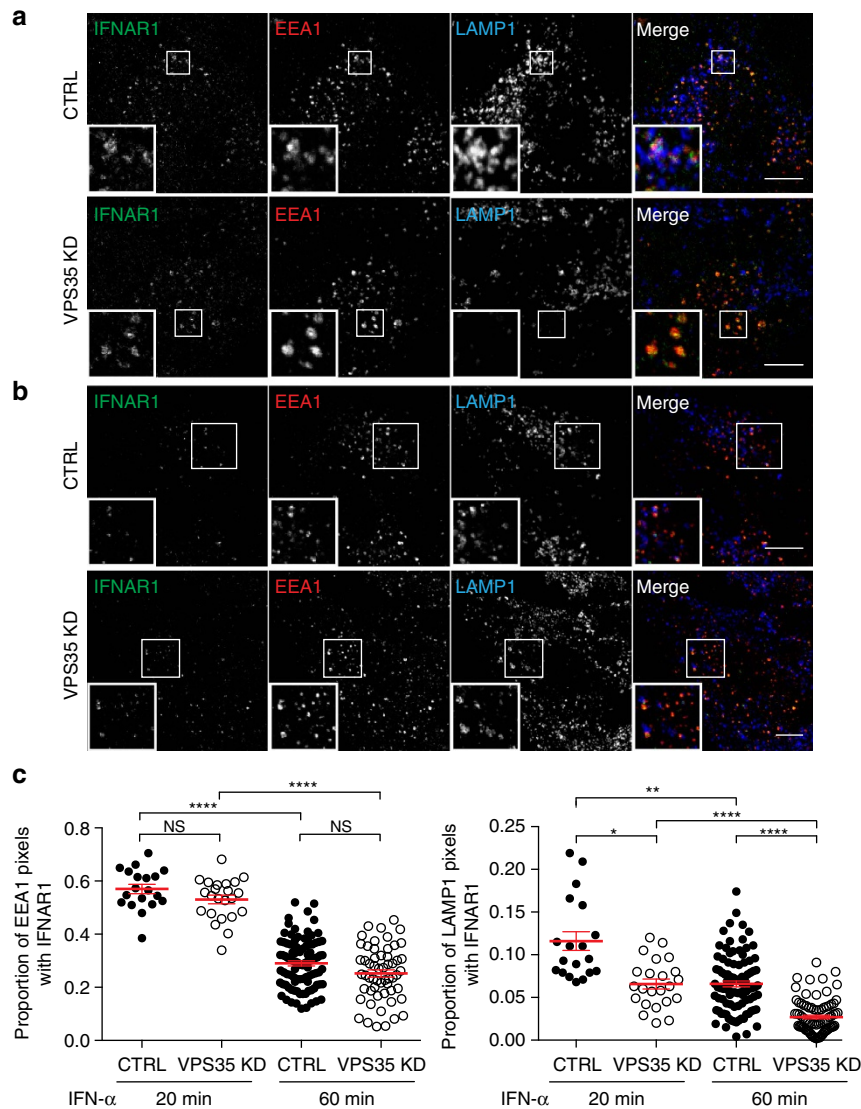 a
IFNAR1 EEA1 LAMP1 Merge
CTRL
IFNAR1 EEA1 LAMP1 Merge
VPS35 KD
b
IFNAR1 EEA1 LAMP1 Merge
CTRL
IFNAR1 EEA1 LAMP1 Merge
VPS35 KD
c
Proportion of EEA1 pixels
with IFNAR1
0.8
0.6
0.4
0.2
0.0
****
****
NS NS
CTRL VPS35 KD CTRL VPS35 KD
IFN-α 20 min 60 min
Proportion of LAMP1 pixels
with IFNAR1
0.25
0.20
0.15
0.10
0.05
0.00
**
****
* ****
CTRL VPS35 KD CTRL VPS35 KD
IFN-α 20 min 60 min